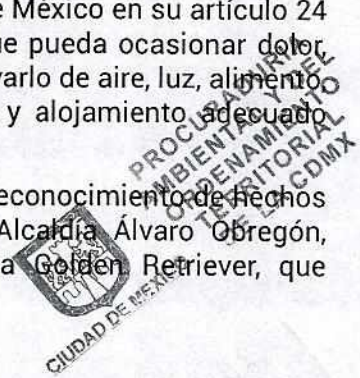 e México en su artículo 24
ue pueda ocasionar dolor,
varlo de aire, luz, alimento,
y alojamiento adecuado
econocimiento de hechos
Alcaldía Álvaro Obregón,
a Golden Retriever, que
PROCURADURÍA
AMBIENTAL Y DEL
ORDENAMIENTO
TERRITORIAL
DE LA CDMX
CIUDAD DE MÉXICO